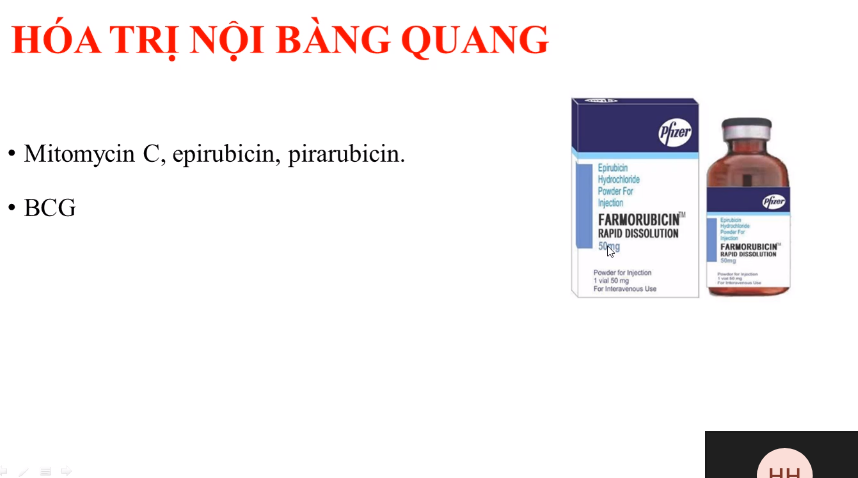 HÓA TRỊ NỘI BÀNG QUANG
• Mitomycin C, epirubicin, pirarubicin.
• BCG
Pfizer
Epirubicin
Hydrochloride
Powder For
Injection
FARMORUBICIN™
RAPID DISSOLUTION
50mg
Powder for Injection
1 vial 50 mg
For Interavenous Use
Pfizer
Epirubicin
Hydrochloride
Powder For
Injection
FARMORUBICIN™
RAPID DISSOLUTION
50mg
Powder for Injection
1 vial 50 mg
For Interavenous Use
HH